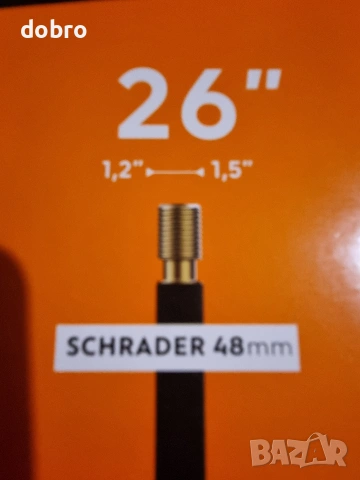 dobro
26"
1,2" 1,5"
SCHRADER 48mm
BAZAR